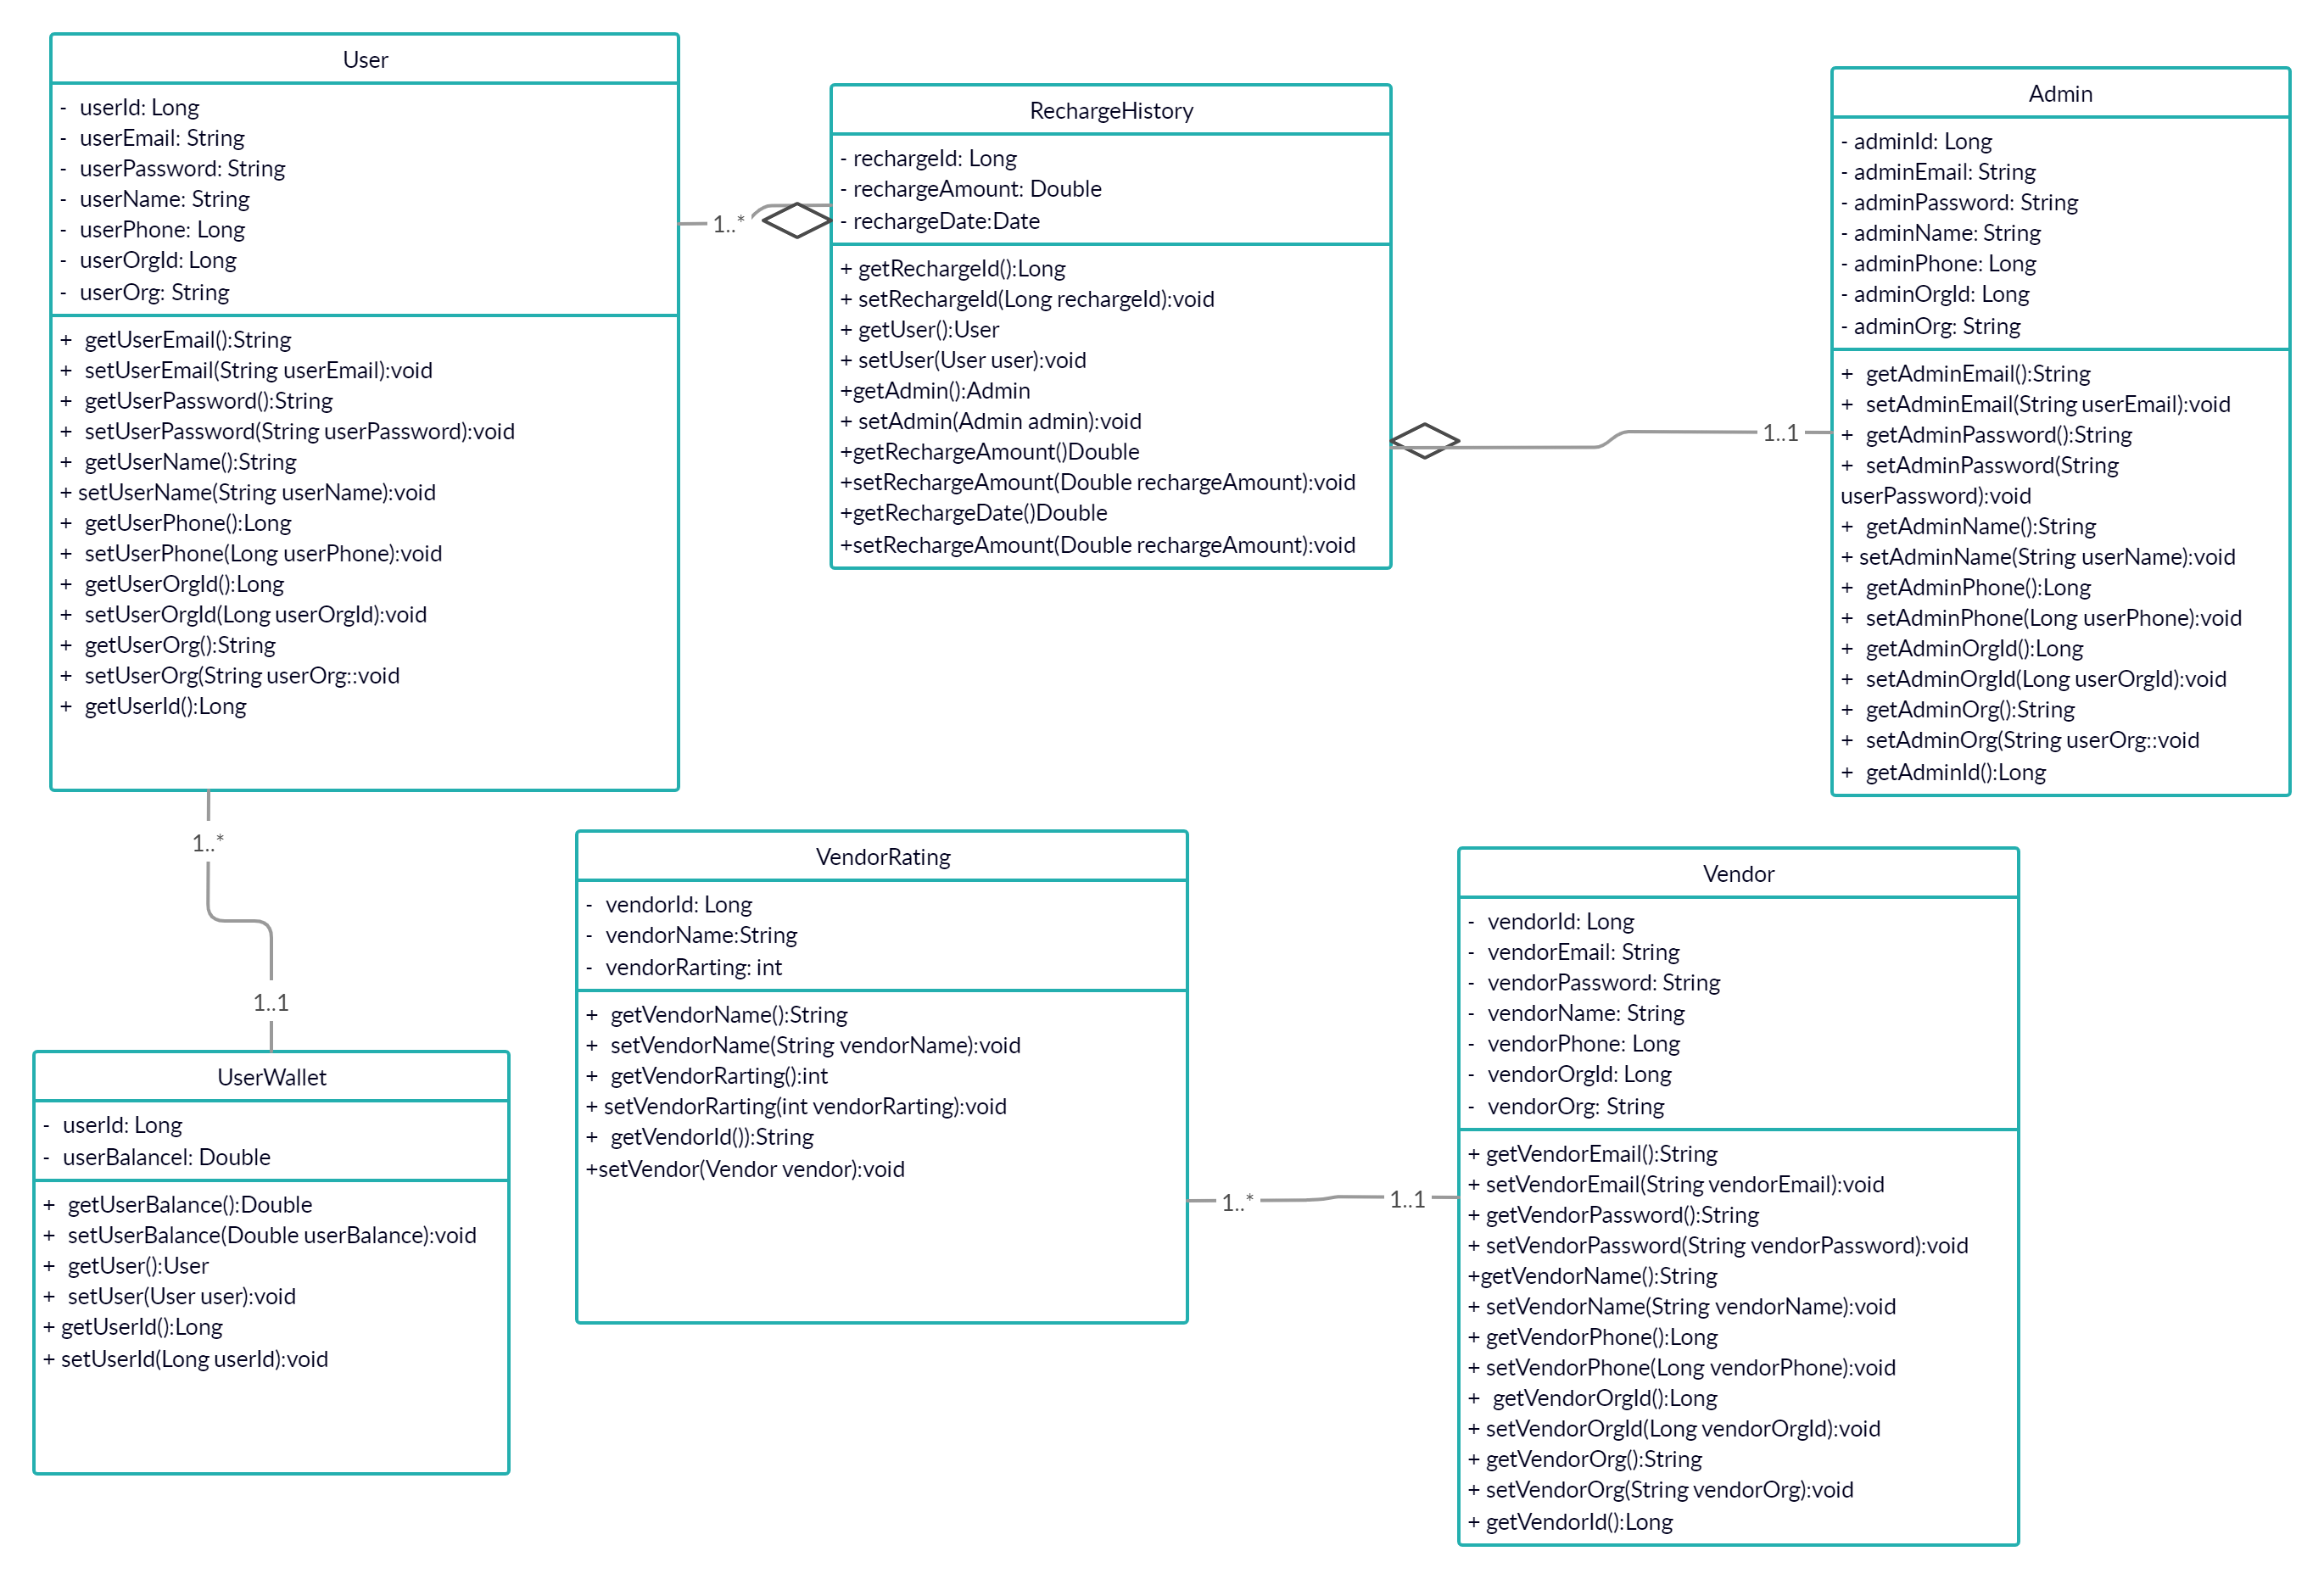 User
- userId: Long
- userEmail: String
- userPassword: String
- userName: String
- userPhone: Long
- userOrgId: Long
- userOrg: String
+ getUserEmail():String
+ setUserEmail(String userEmail):void
+ getUserPassword():String
+ setUserPassword(String userPassword):void
+ getUserName():String
+ setUserName(String userName):void
+ getUserPhone():Long
+ setUserPhone(Long userPhone):void
+ getUserOrgId():Long
+ setUserOrgId(Long userOrgId):void
+ getUserOrg():String
+ setUserOrg(String userOrg::void
+ getUserId():Long
1..*
RechargeHistory
- rechargeId: Long
- rechargeAmount: Double
- rechargeDate:Date
+ getRechargeId():Long
+ setRechargeId(Long rechargeId):void
+ getUser():User
+ setUser(User user):void
+getAdmin():Admin
+ setAdmin(Admin admin):void
+getRechargeAmount()Double
+setRechargeAmount(Double rechargeAmount):void
+getRechargeDate()Double
+setRechargeAmount(Double rechargeAmount):void
1..1
Admin
- adminId: Long
- adminEmail: String
- adminPassword: String
- adminName: String
- adminPhone: Long
- adminOrgId: Long
- adminOrg: String
+ getAdminEmail():String
+ setAdminEmail(String userEmail):void
+ getAdminPassword():String
+ setAdminPassword(String
userPassword):void
+ getAdminName():String
+ setAdminName(String userName):void
+ getAdminPhone():Long
+ setAdminPhone(Long userPhone):void
+ getAdminOrgId():Long
+ setAdminOrgId(Long userOrgId):void
+ getAdminOrg():String
+ setAdminOrg(String userOrg::void
+ getAdminId():Long
1..*
1..1
UserWallet
- userId: Long
- userBalancel: Double
+ getUserBalance():Double
+ setUserBalance(Double userBalance):void
+ getUser():User
+ setUser(User user):void
+ getUserId():Long
+ setUserId(Long userId):void
VendorRating
- vendorId: Long
- vendorName:String
- vendorRarting: int
+ getVendorName():String
+ setVendorName(String vendorName):void
+ getVendorRarting():int
+ setVendorRarting(int vendorRarting):void
+ getVendorId()):String
+setVendor(Vendor vendor):void
1..*
1..1
Vendor
- vendorId: Long
- vendorEmail: String
- vendorPassword: String
- vendorName: String
- vendorPhone: Long
- vendorOrgId: Long
- vendorOrg: String
+ getVendorEmail():String
+ setVendorEmail(String vendorEmail):void
+ getVendorPassword():String
+ setVendorPassword(String vendorPassword):void
+getVendorName():String
+ setVendorName(String vendorName):void
+ getVendorPhone():Long
+ setVendorPhone(Long vendorPhone):void
+ getVendorOrgId():Long
+ setVendorOrgId(Long vendorOrgId):void
+ getVendorOrg():String
+ setVendorOrg(String vendorOrg):void
+ getVendorId():Long